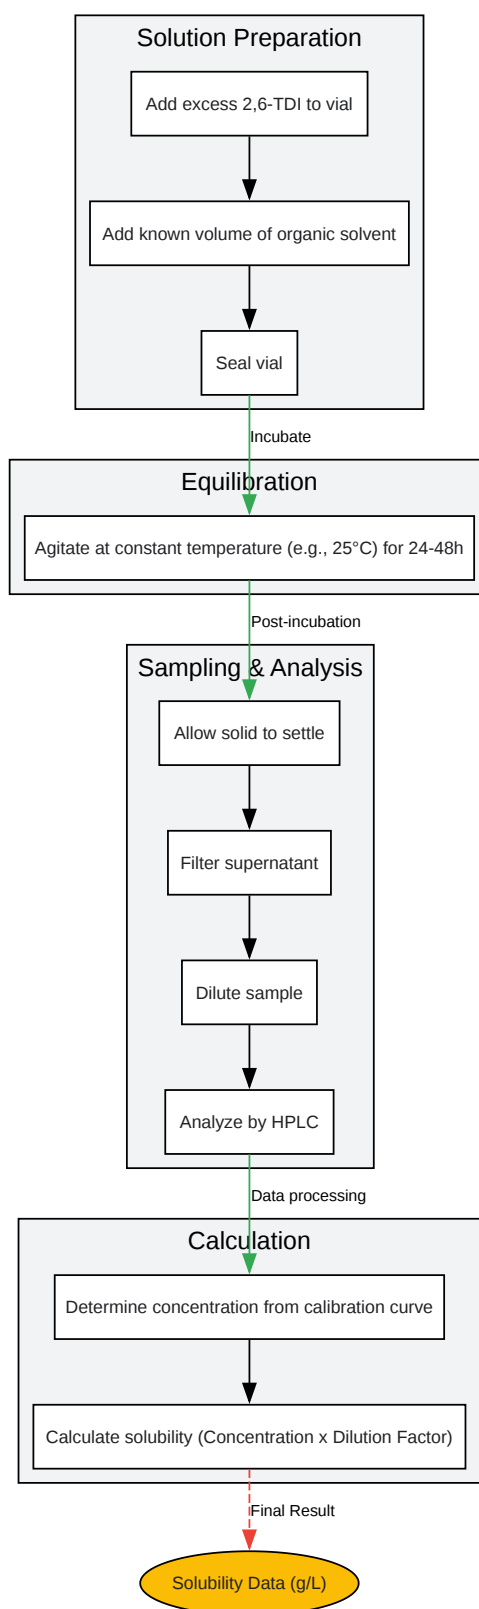 Solution Preparation
Add excess 2,6-TDI to vial
Add known volume of organic solvent
Seal vial
Incubate
Equilibration
Agitate at constant temperature (e.g., 25°C) for 24-48h
Post-incubation
Sampling & Analysis
Allow solid to settle
Filter supernatant
Dilute sample
Analyze by HPLC
Data processing
Calculation
Determine concentration from calibration curve
Calculate solubility (Concentration x Dilution Factor)
Final Result
Solubility Data (g/L)